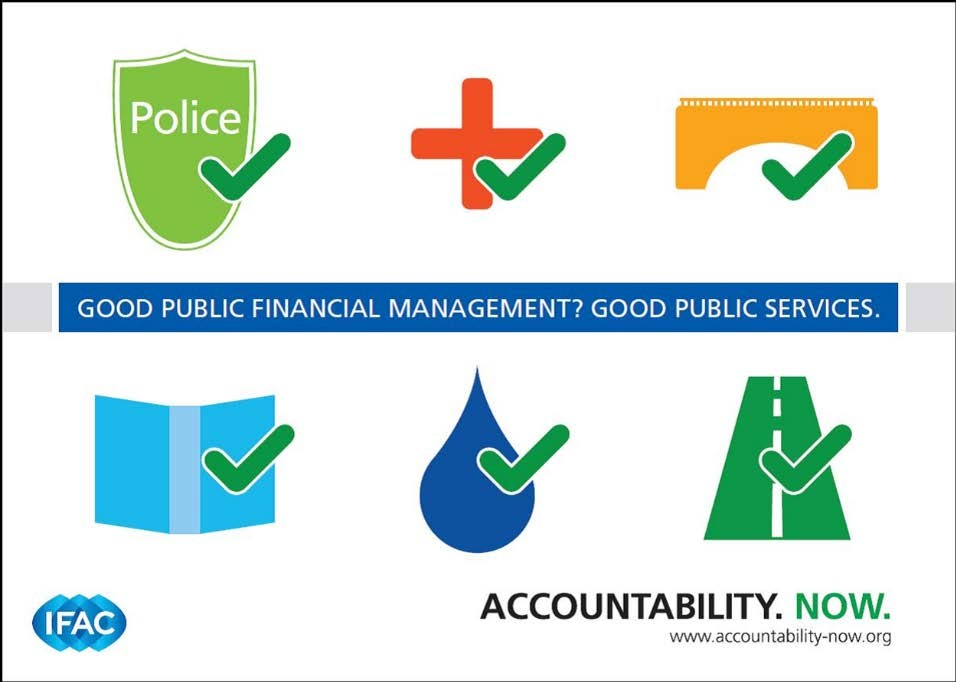 Police
GOOD PUBLIC FINANCIAL MANAGEMENT? GOOD PUBLIC SERVICES.
IFAC
ACCOUNTABILITY. NOW.
www.accountability-now.org